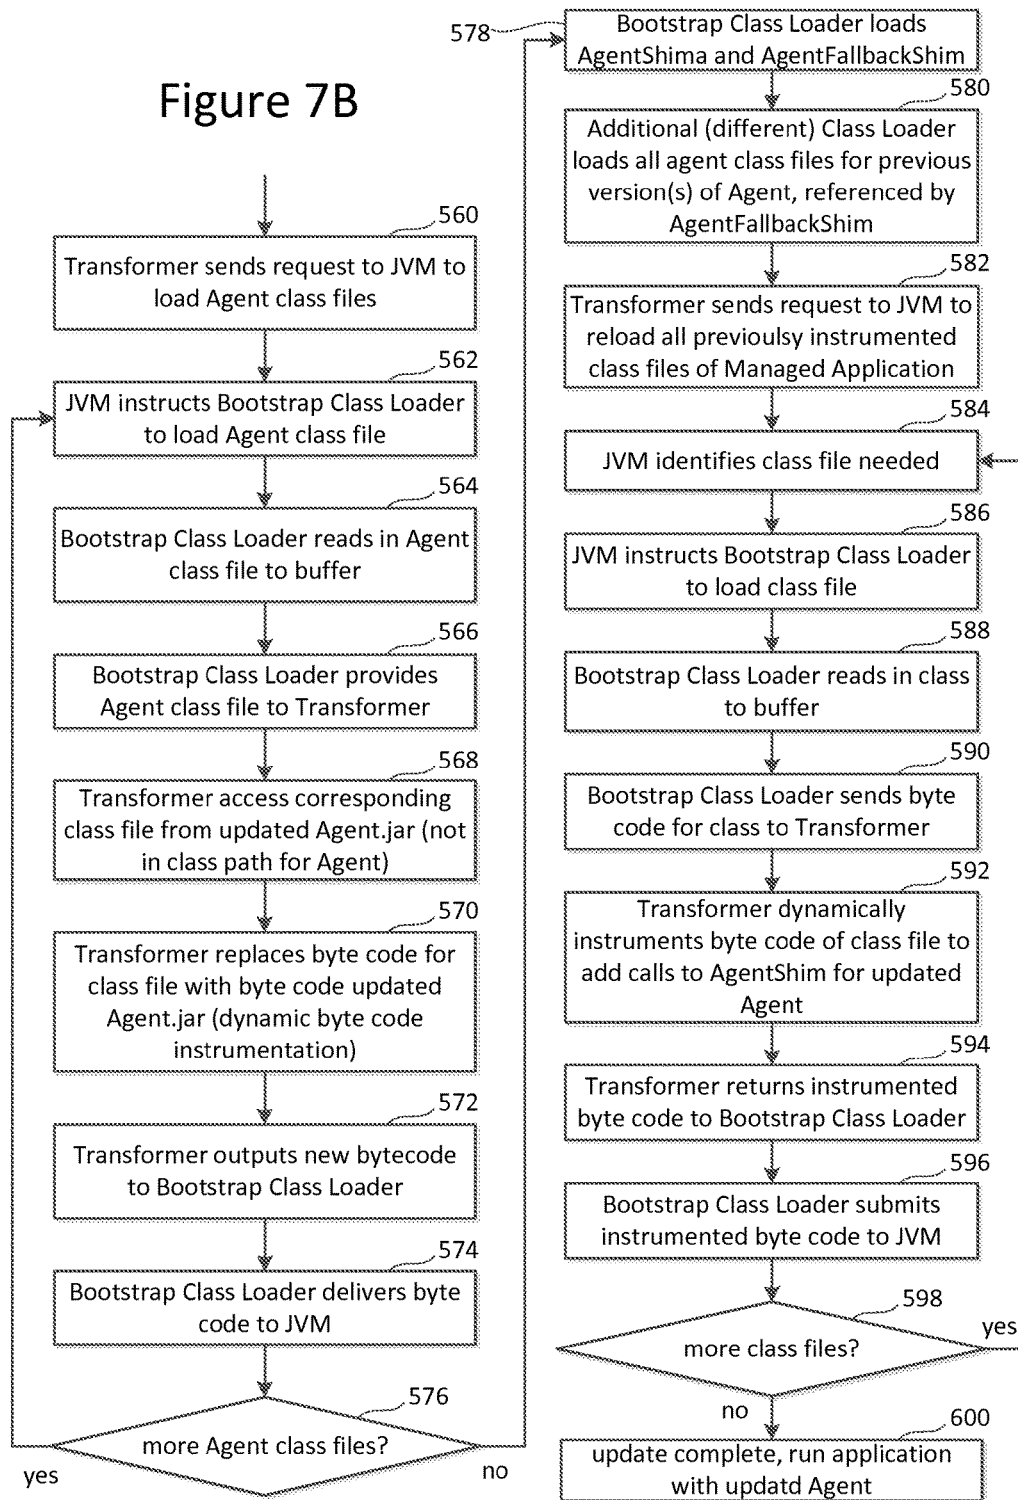 Figure 7B
560
Transformer sends request to JVM to
load Agent class files
562
JVM instructs Bootstrap Class Loader
to load Agent class file
564
Bootstrap Class Loader reads in Agent
class file to buffer
566
Bootstrap Class Loader provides
Agent class file to Transformer
568
Transformer access corresponding
class file from updated Agent.jar (not
in class path for Agent)
570
Transformer replaces byte code for
class file with byte code updated
Agent.jar (dynamic byte code
instrumentation)
572
Transformer outputs new bytecode
to Bootstrap Class Loader
574
Bootstrap Class Loader delivers byte
code to JVM
576
more Agent class files?
yes
no
578
Bootstrap Class Loader loads
AgentShima and AgentFallbackShim
580
Additional (different) Class Loader
loads all agent class files for previous
version(s) of Agent, referenced by
AgentFallbackShim
582
Transformer sends request to JVM to
reload all previoulsy instrumented
class files of Managed Application
584
JVM identifies class file needed
586
JVM instructs Bootstrap Class Loader
to load class file
588
Bootstrap Class Loader reads in class
to buffer
590
Bootstrap Class Loader sends byte
code for class to Transformer
592
Transformer dynamically
instruments byte code of class file to
add calls to AgentShim for updated
Agent
594
Transformer returns instrumented
byte code to Bootstrap Class Loader
596
Bootstrap Class Loader submits
instrumented byte code to JVM
598
more class files?
yes
no
600
update complete, run application
with updatd Agent